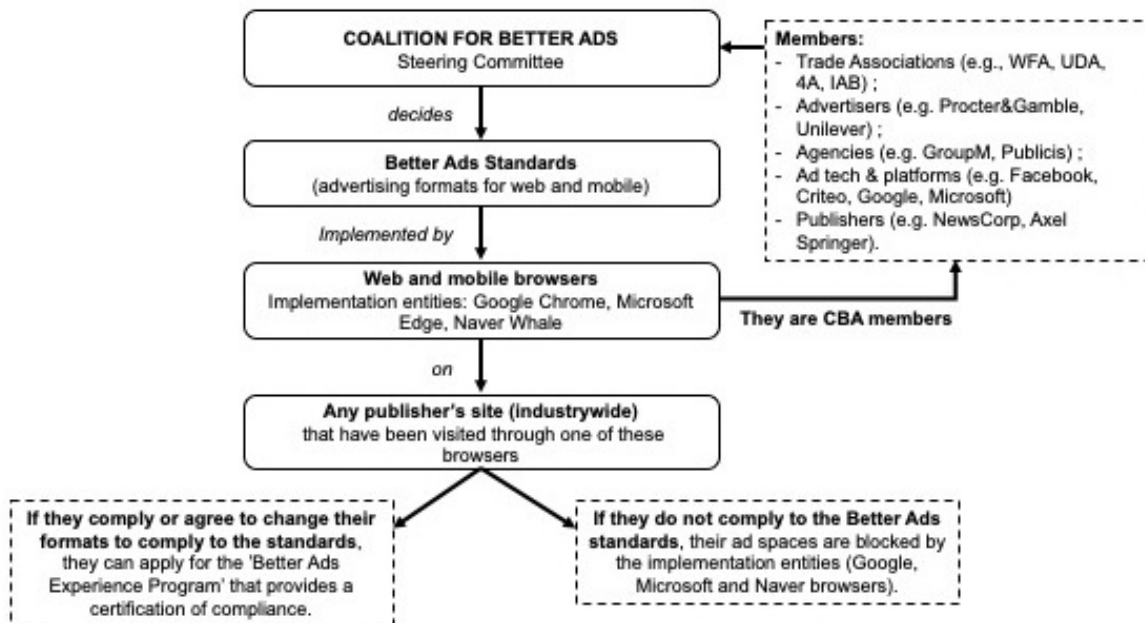 COALITION FOR BETTER ADS
Steering Committee
Members:
- Trade Associations (e.g., WFA, UDA,
4A, IAB) ;
- Advertisers (e.g. Procter&Gamble,
Unilever) ;
- Agencies (e.g. GroupM, Publicis) ;
- Ad tech & platforms (e.g. Facebook,
Criteo, Google, Microsoft)
- Publishers (e.g. NewsCorp, Axel
Springer).
decides
Better Ads Standards
(advertising formats for web and mobile)
Implemented by
Web and mobile browsers
Implementation entities: Google Chrome, Microsoft
Edge, Naver Whale
They are CBA members
on
Any publisher's site (industrywide)
that have been visited through one of these
browsers
If they comply or agree to change their
formats to comply to the standards,
they can apply for the 'Better Ads
Experience Program' that provides a
certification of compliance.
If they do not comply to the Better Ads
standards, their ad spaces are blocked by
the implementation entities (Google,
Microsoft and Naver browsers).